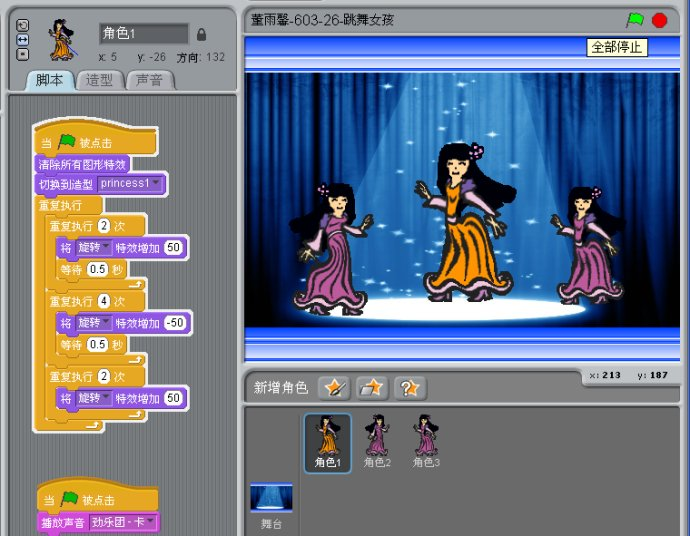 角色1
x: 5 y: -26 方向: 132
脚本 造型 声音
当 被点击
清除所有图形特效
切换到造型 princess1
重复执行
重复执行 2 次
将 旋转 特效增加 50
等待 0.5 秒
重复执行 4 次
将 旋转 特效增加 -50
等待 0.5 秒
重复执行 2 次
将 旋转 特效增加 50
当 被点击
播放声音 劲乐团 - 卡
董雨馨-603-26-跳舞女孩
全部停止
x: 213 y: 187
新增角色
角色1 角色2 角色3
舞台